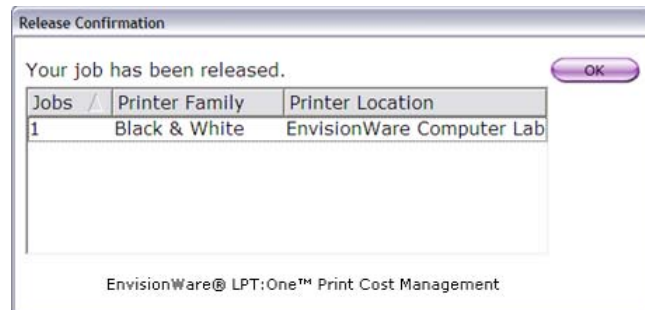 Release Confirmation
Your job has been released.
OK
Jobs Printer Family Printer Location
1 Black & White EnvisionWare Computer Lab
EnvisionWare® LPT:One™ Print Cost Management